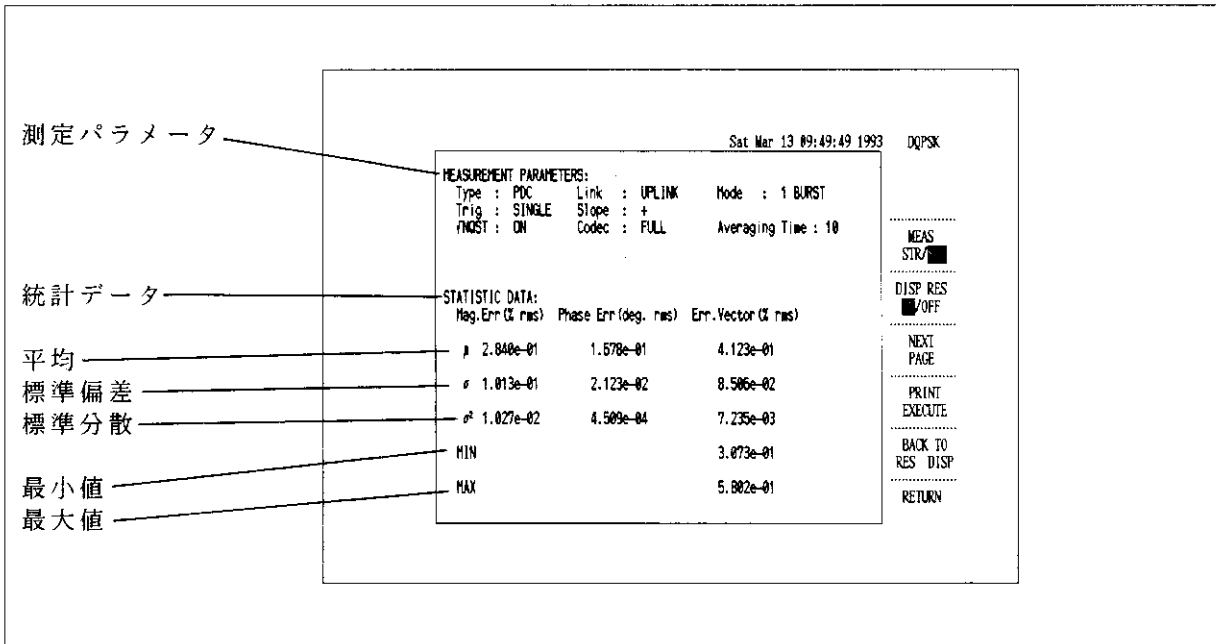 測定パラメータ
統計データ
平均
標準偏差
標準分散
最小値
最大値
Sat Mar 13 09:49:49 1993 DQPSK
MEASUREMENT PARAMETERS:
Type : PDC Link : UPLINK Mode : 1 BURST
Trig : SINGLE Slope : +
√NQST : ON Codec : FULL Averaging Time : 10
STATISTIC DATA:
Mag.Err(% rms) Phase Err(deg. rms) Err.Vector(% rms)
μ 2.840e-01 1.578e-01 4.123e-01
σ 1.013e-01 2.123e-02 8.506e-02
σ² 1.027e-02 4.509e-04 7.235e-03
MIN 3.073e-01
MAX 5.802e-01
MEAS
STR/
DISP RES
/OFF
NEXT
PAGE
PRINT
EXECUTE
BACK TO
RES DISP
RETURN